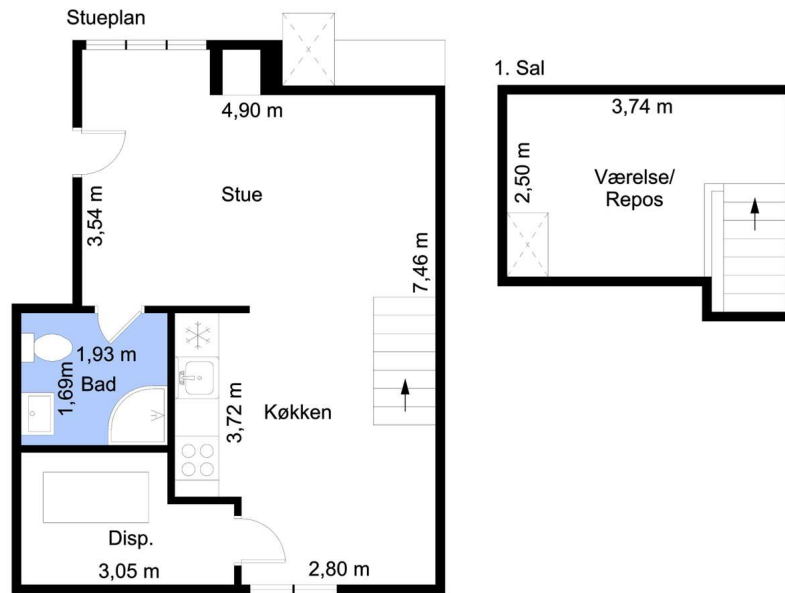 Stueplan
4,90 m
Stue
3,54 m
7,46 m
1,93 m
1,69m
Bad
3,72 m
Køkken
Disp.
3,05 m
2,80 m
1. Sal
3,74 m
2,50 m
Værelse/
Repos